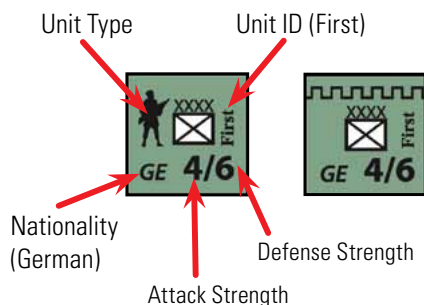 Unit Type
Unit ID (First)
XXXX
First
GE 4/6
XXXX
First
GE 4/6
Nationality
(German)
Defense Strength
Attack Strength